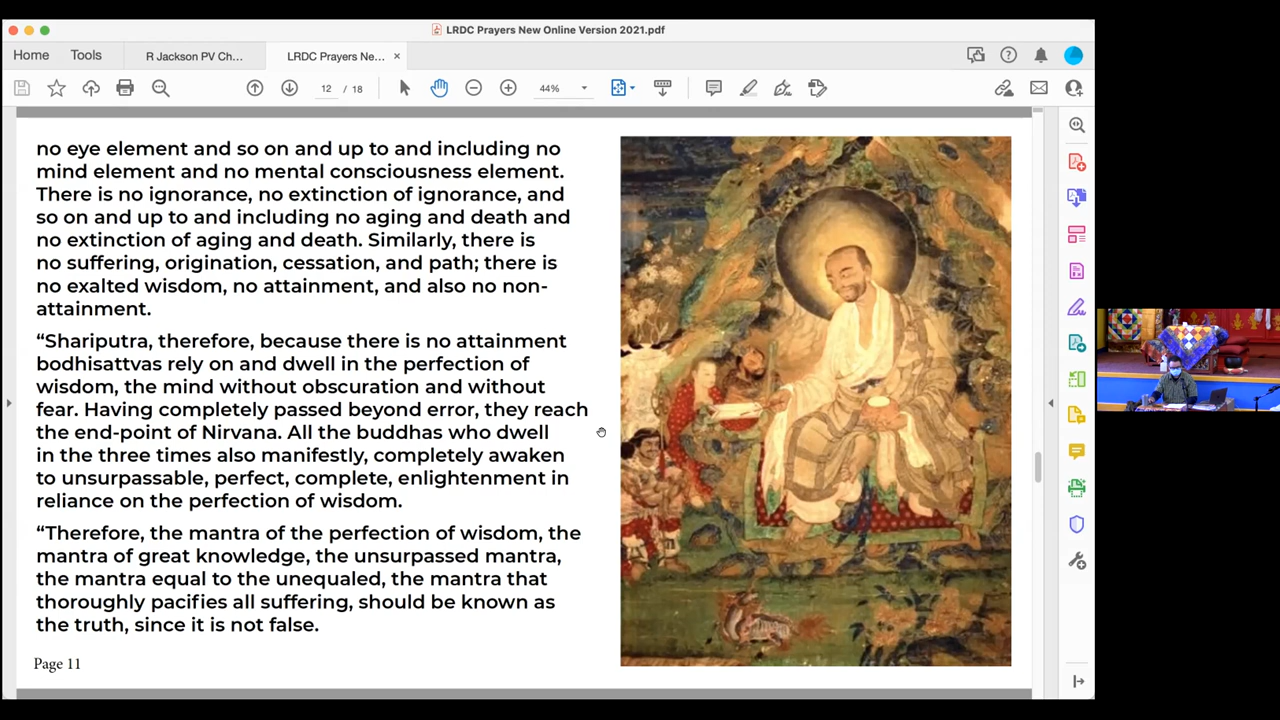 LRDC Prayers New Online Version 2021.pdf
Home
Tools
R Jackson PV Ch...
LRDC Prayers Ne...
12 / 18
44%
no eye element and so on and up to and including no
mind element and no mental consciousness element.
There is no ignorance, no extinction of ignorance, and
so on and up to and including no aging and death and
no extinction of aging and death. Similarly, there is
no suffering, origination, cessation, and path; there is
no exalted wisdom, no attainment, and also no non-
attainment.
“Shariputra, therefore, because there is no attainment
bodhisattvas rely on and dwell in the perfection of
wisdom, the mind without obscuration and without
fear. Having completely passed beyond error, they reach
the end-point of Nirvana. All the buddhas who dwell
in the three times also manifestly, completely awaken
to unsurpassable, perfect, complete, enlightenment in
reliance on the perfection of wisdom.
“Therefore, the mantra of the perfection of wisdom, the
mantra of great knowledge, the unsurpassed mantra,
the mantra equal to the unequaled, the mantra that
thoroughly pacifies all suffering, should be known as
the truth, since it is not false.
Page 11